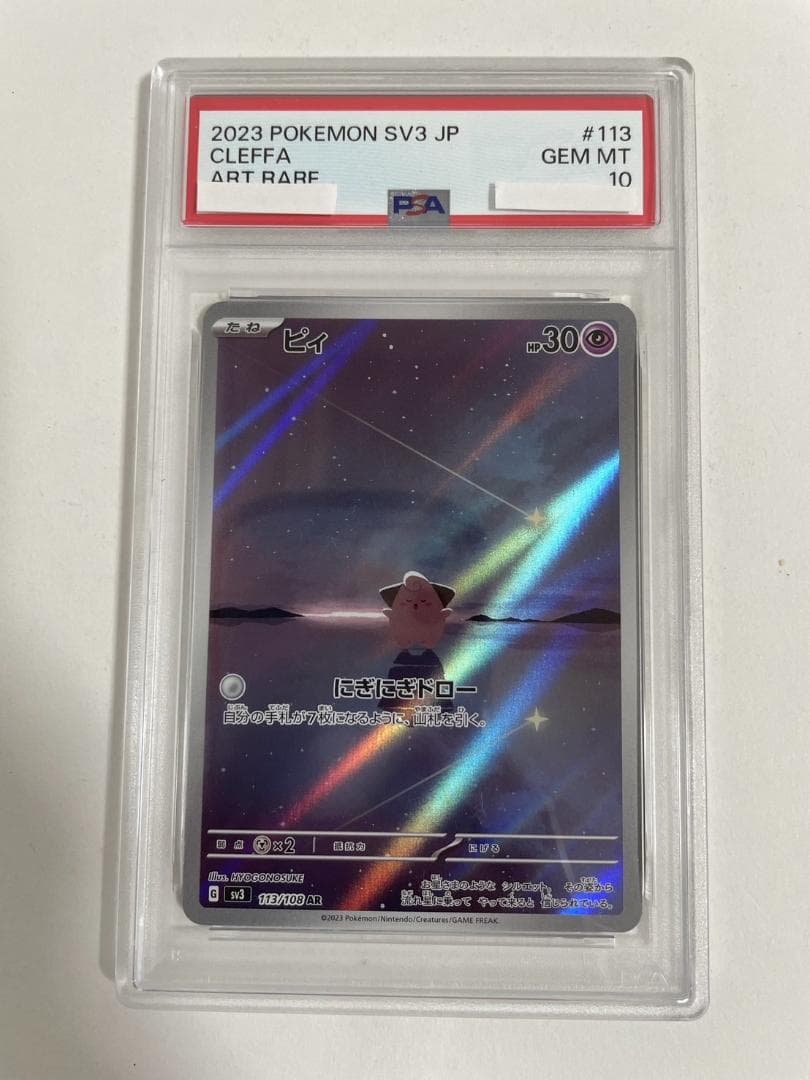 2023 POKEMON SV3 JP #113
CLEFFA GEM MT
ART RARE 10
PSA
たね ピィ HP30
にぎにぎドロー
自分の手札が7枚になるように、山札を引く。
弱点 ×2 抵抗力 にげる
Illus. HYOGONOSUKE
G sv3 113/108 AR
お星さまのような シルエット。 その姿から
流れ星に乗って やって来ると 信じられている。
©2023 Pokémon/Nintendo/Creatures/GAME FREAK.